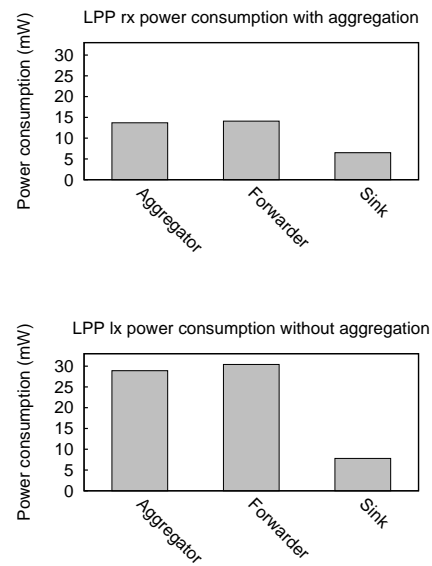 LPP rx power consumption with aggregation
Power consumption (mW)
30
25
20
15
10
5
0
Aggregator
Forwarder
Sink
LPP lx power consumption without aggregation
Power consumption (mW)
30
25
20
15
10
5
0
Aggregator
Forwarder
Sink